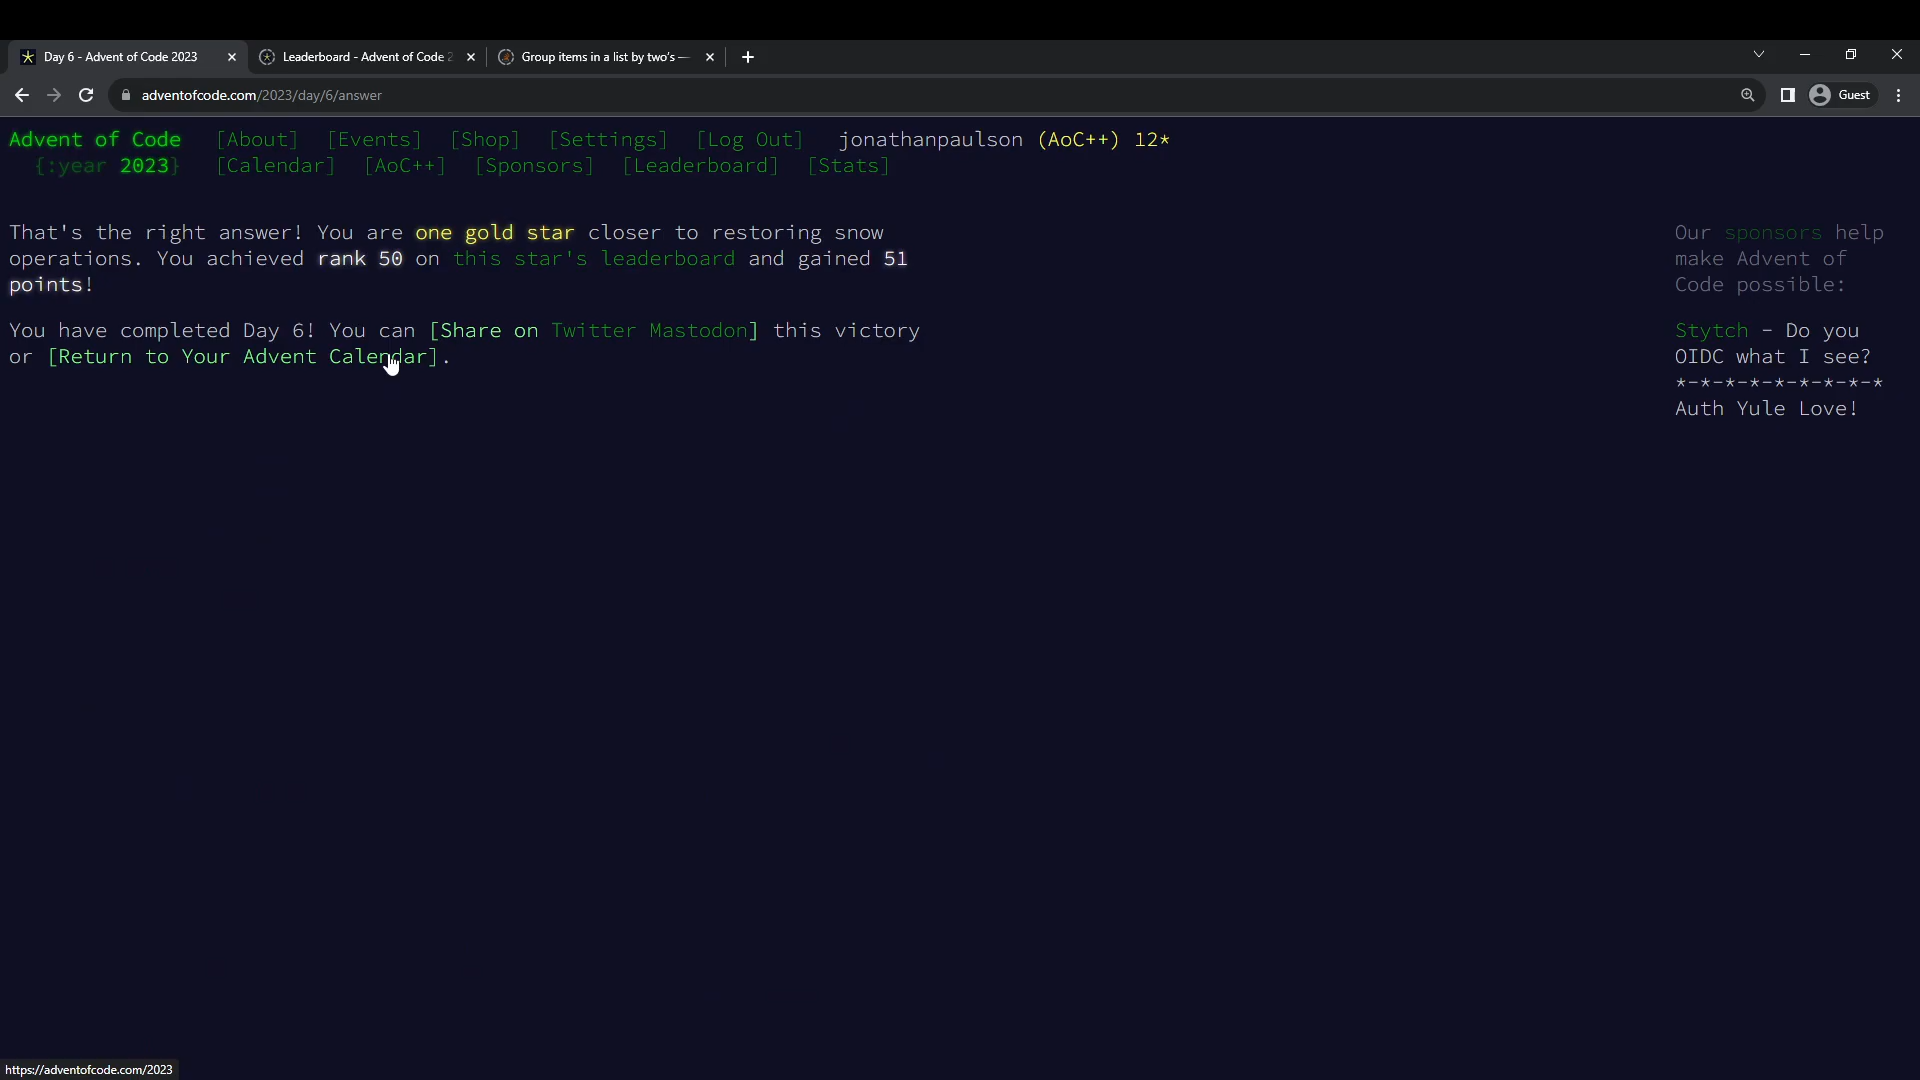 Day 6 - Advent of Code 2023
Leaderboard - Advent of Code 2
Group items in a list by two's —
adventofcode.com/2023/day/6/answer
Guest
Advent of Code [About] [Events] [Shop] [Settings] [Log Out] jonathanpaulson (AoC++) 12*
{:year 2023} [Calendar] [AoC++] [Sponsors] [Leaderboard] [Stats]
That's the right answer! You are one gold star closer to restoring snow
operations. You achieved rank 50 on this star's leaderboard and gained 51
points!
You have completed Day 6! You can [Share on Twitter Mastodon] this victory
or [Return to Your Advent Calendar].
Our sponsors help
make Advent of
Code possible:
Stytch - Do you
OIDC what I see?
*-*-*-*-*-*-*-*-*
Auth Yule Love!
https://adventofcode.com/2023